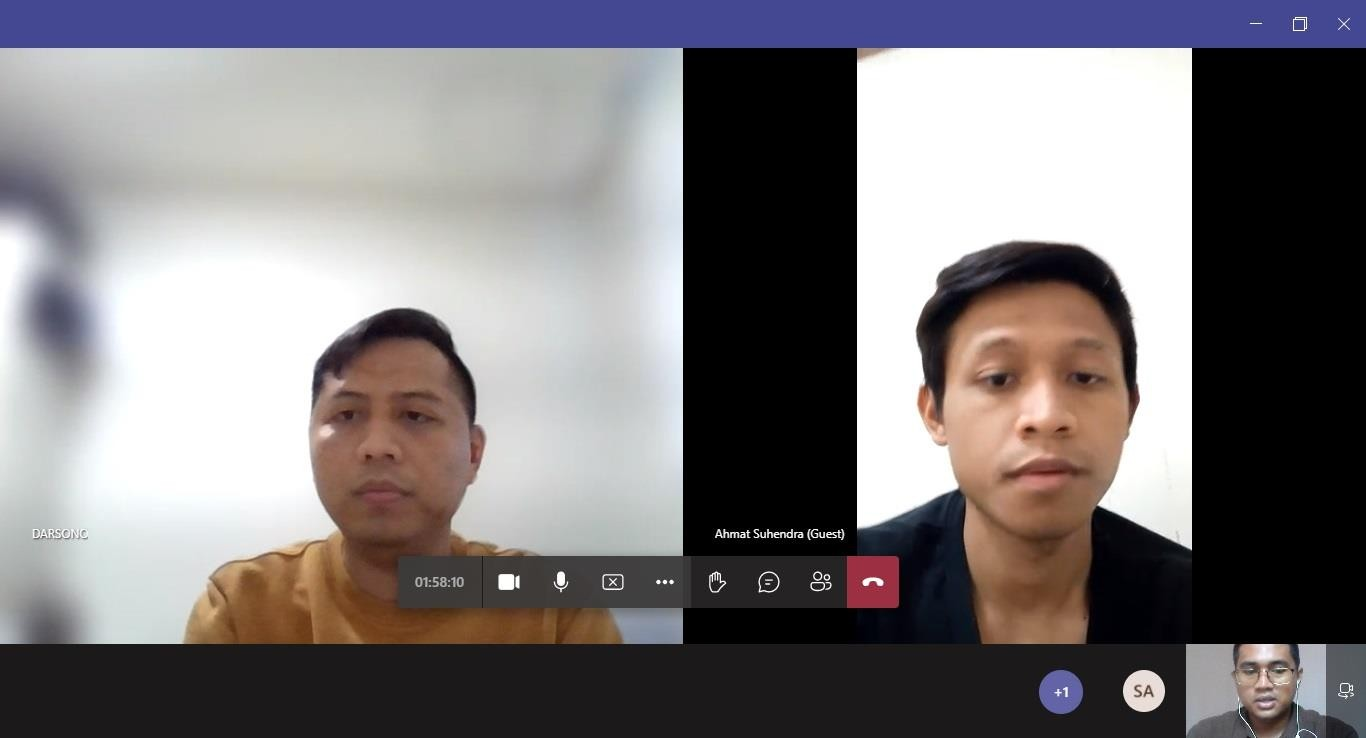 DARSONO
Ahmat Suhendra (Guest)
01:58:10
+1
SA